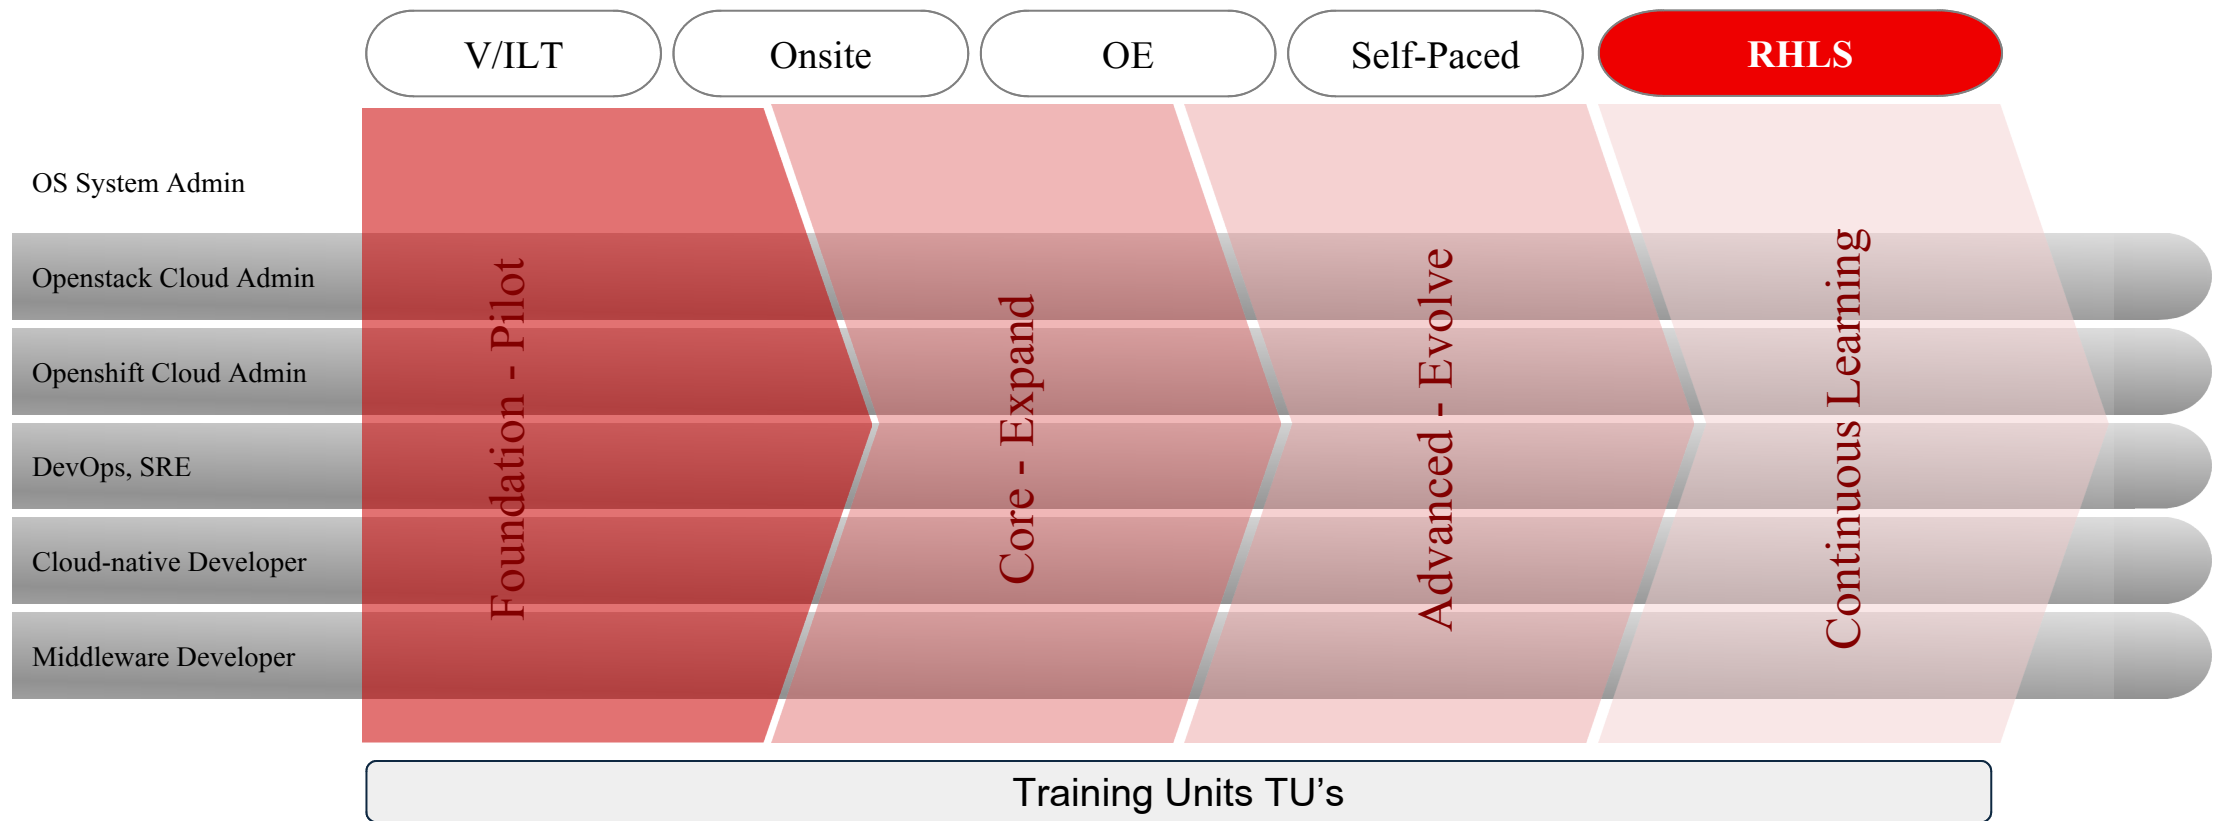 V/ILT
Onsite
OE
Self-Paced
RHLS
OS System Admin
Openstack Cloud Admin
Openshift Cloud Admin
DevOps, SRE
Cloud-native Developer
Middleware Developer
Foundation - Pilot
Core - Expand
Advanced - Evolve
Continuous Learning
Training Units TU’s